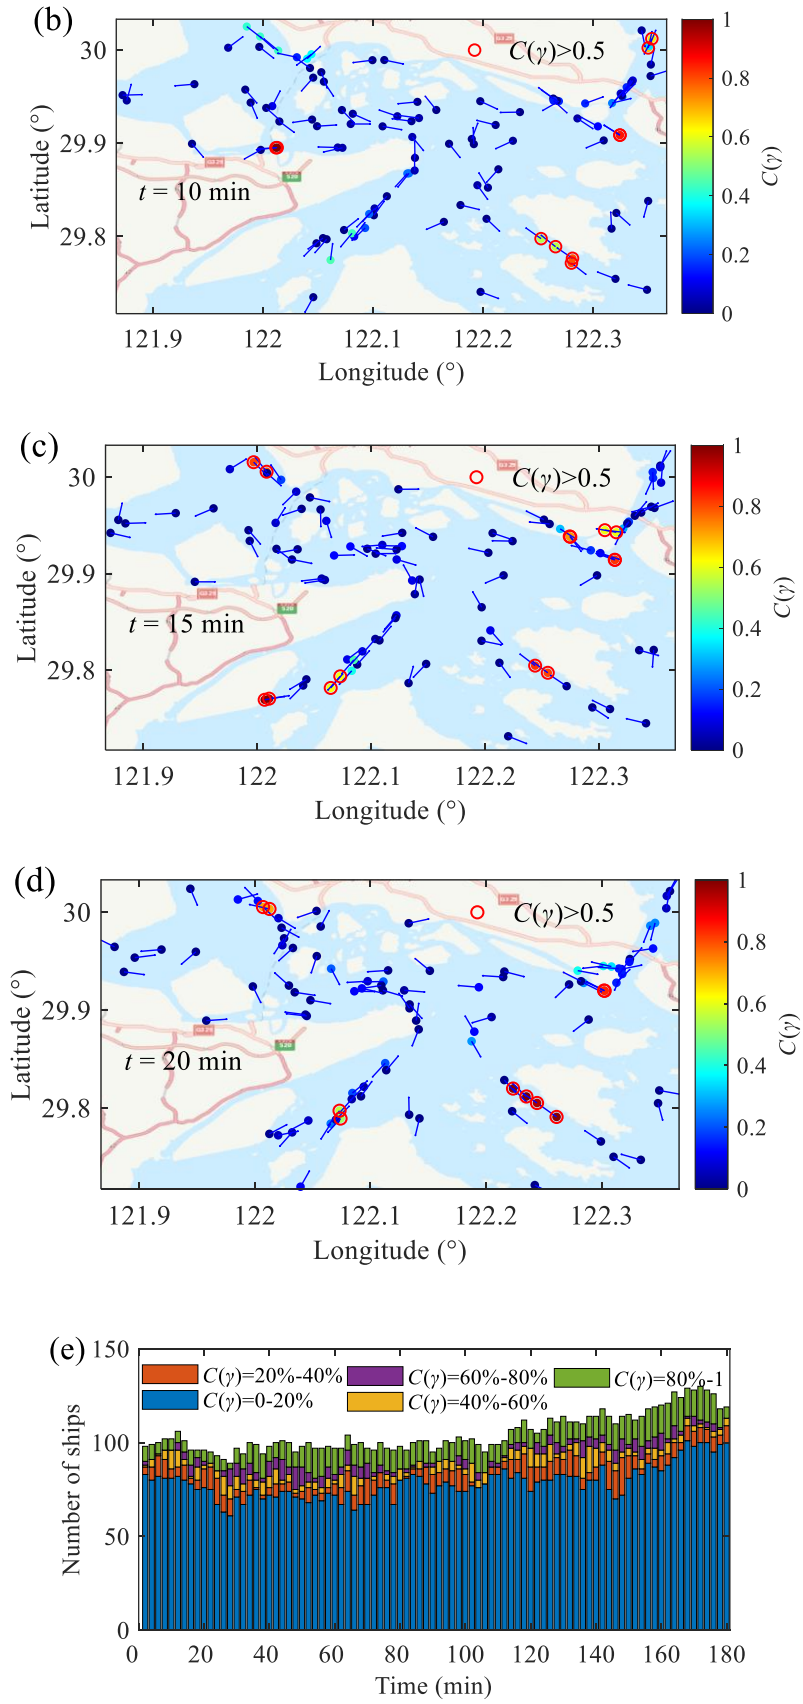 (b)
30
29.9
29.8
Latitude (°)
C(γ)>0.5
t = 10 min
S.20
121.9 122 122.1 122.2 122.3
Longitude (°)
1
0.8
0.6
0.4
0.2
0
C(γ)
(c)
30
29.9
29.8
Latitude (°)
C(γ)>0.5
t = 15 min
S.20
121.9 122 122.1 122.2 122.3
Longitude (°)
1
0.8
0.6
0.4
0.2
0
C(γ)
(d)
30
29.9
29.8
Latitude (°)
C(γ)>0.5
t = 20 min
S.20
121.9 122 122.1 122.2 122.3
Longitude (°)
1
0.8
0.6
0.4
0.2
0
C(γ)
(e)
150
100
50
0
Number of ships
C(γ)=20%-40% C(γ)=60%-80% C(γ)=80%-1
C(γ)=0-20% C(γ)=40%-60%
0 20 40 60 80 100 120 140 160 180
Time (min)